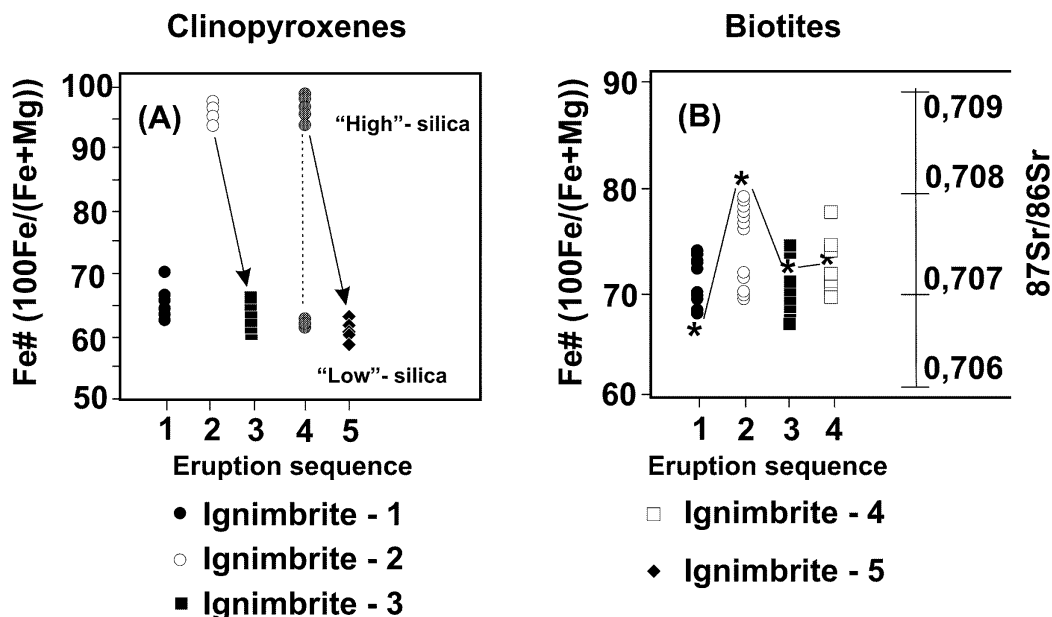 Clinopyroxenes
Biotites
Fe# (100Fe/(Fe+Mg))
100
90
80
70
60
50
(A)
“High”- silica
“Low”- silica
1 2 3 4 5
Eruption sequence
Fe# (100Fe/(Fe+Mg))
90
80
70
60
(B)
0,709
0,708
0,707
0,706
87Sr/86Sr
1 2 3 4
Eruption sequence
Ignimbrite - 1
Ignimbrite - 2
Ignimbrite - 3
Ignimbrite - 4
Ignimbrite - 5